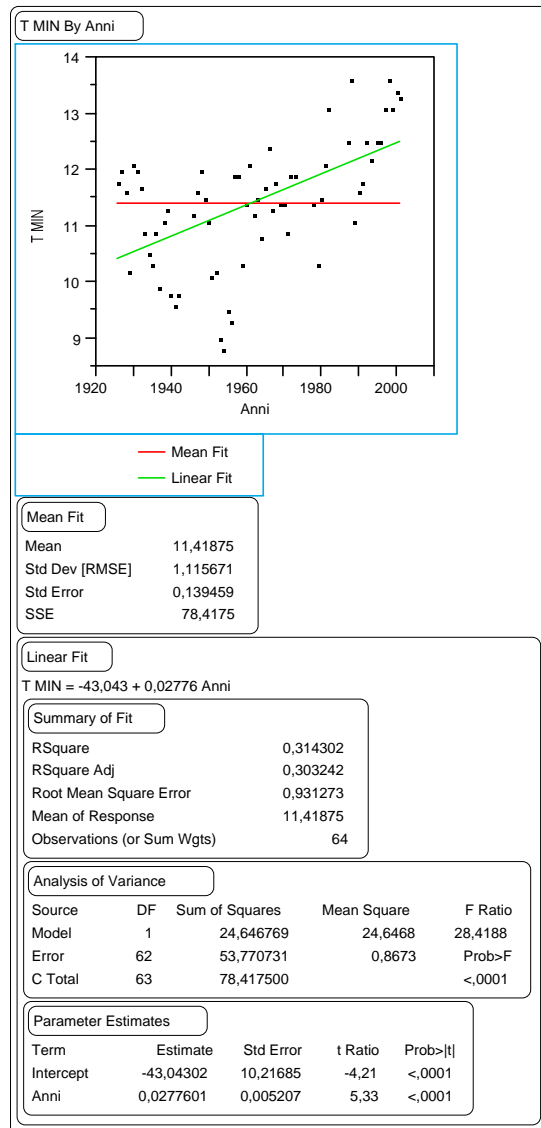 T MIN By Anni
14
13
12
11
10
9
T MIN
1920 1940 1960 1980 2000
Anni
Mean Fit
Linear Fit
Mean Fit
Mean 11,41875
Std Dev [RMSE] 1,115671
Std Error 0,139459
SSE 78,4175
Linear Fit
T MIN = -43,043 + 0,02776 Anni
Summary of Fit
RSquare 0,314302
RSquare Adj 0,303242
Root Mean Square Error 0,931273
Mean of Response 11,41875
Observations (or Sum Wgts) 64
Analysis of Variance
Source DF Sum of Squares Mean Square F Ratio
Model 1 24,646769 24,6468 28,4188
Error 62 53,770731 0,8673 Prob>F
C Total 63 78,417500 <,0001
Parameter Estimates
Term Estimate Std Error t Ratio Prob>|t|
Intercept -43,04302 10,21685 -4,21 <,0001
Anni 0,0277601 0,005207 5,33 <,0001